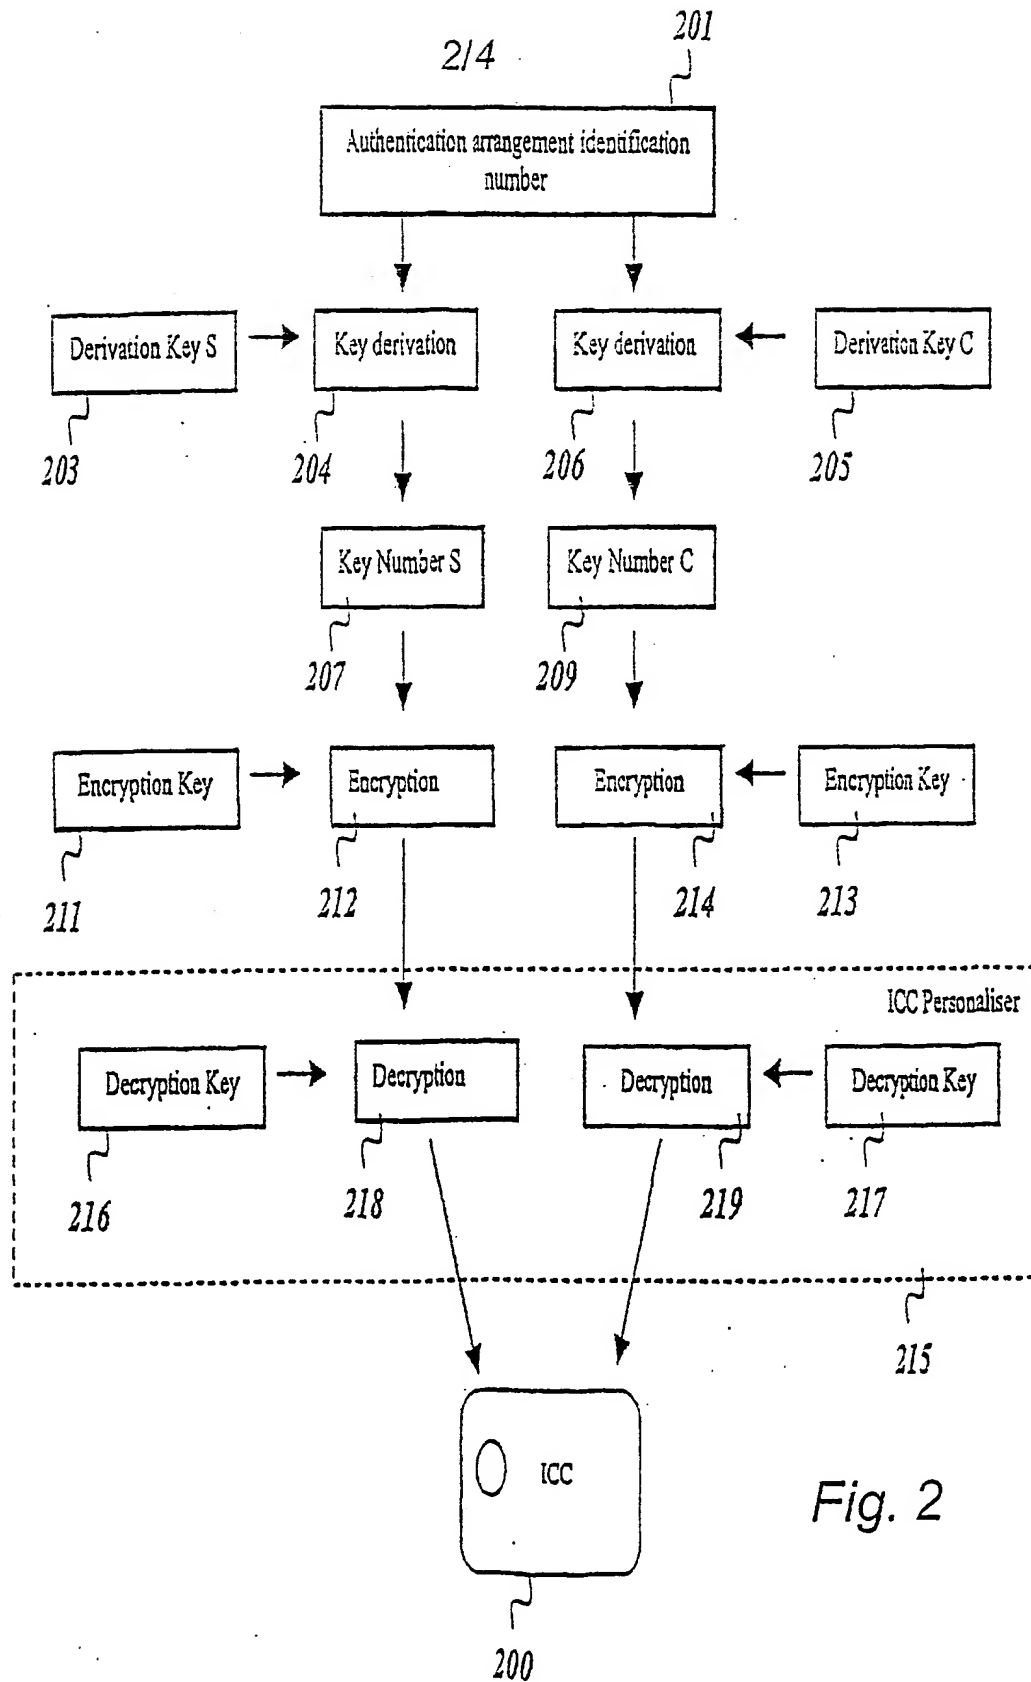 201
2/4
Authentication arrangement identification
number
Derivation Key S
Key derivation
Key derivation
Derivation Key C
203
204
206
205
Key Number S
Key Number C
207
209
Encryption Key
Encryption
Encryption
Encryption Key
211
212
214
213
ICC Personaliser
Decryption Key
Decryption
Decryption
Decryption Key
216
218
219
217
215
ICC
Fig. 2
200